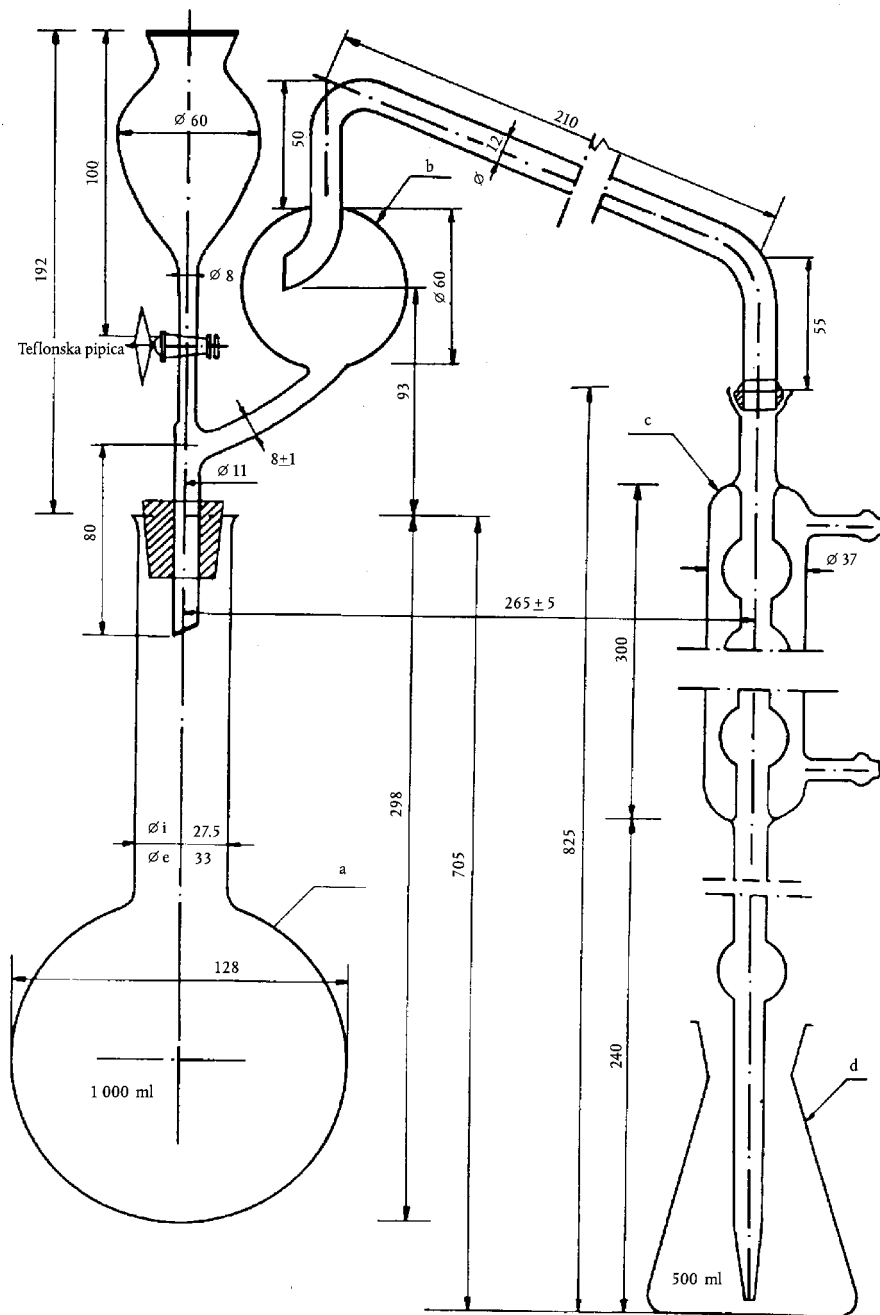 210
50
Ø 12
b
Ø 60
100
192
Ø 8
Ø 60
55
Teflonska pipica
93
c
8±1
Ø 11
80
Ø 37
265 ± 5
300
298
825
705
Ø i 27.5
Ø e 33
a
128
240
d
1 000 ml
500 ml